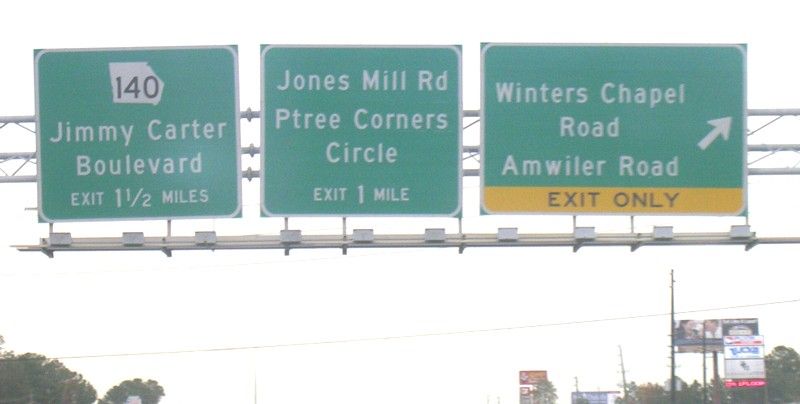 140
Jimmy Carter
Boulevard
EXIT 1 1/2 MILES
Jones Mill Rd
Ptree Corners
Circle
EXIT 1 MILE
Winters Chapel
Road
Amwiler Road
EXIT ONLY